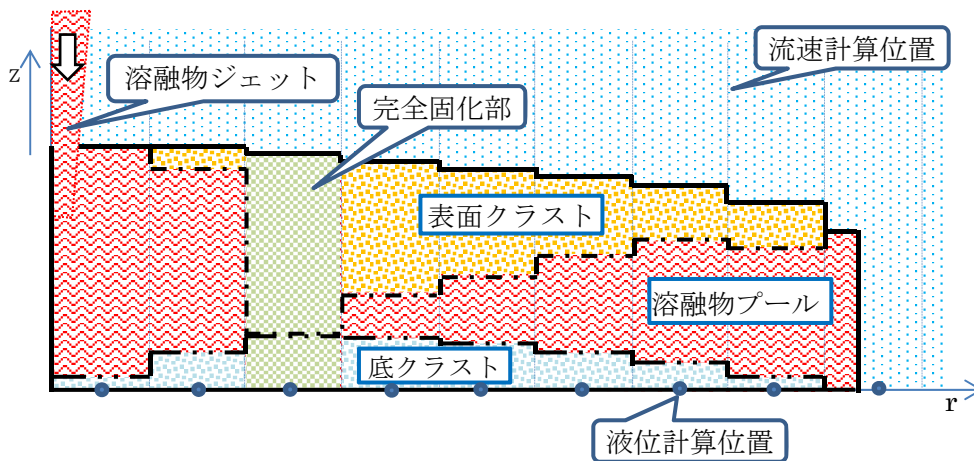 z
溶融物ジェット
完全固化部
流速計算位置
表面クラスト
溶融物プール
底クラスト
r
液位計算位置